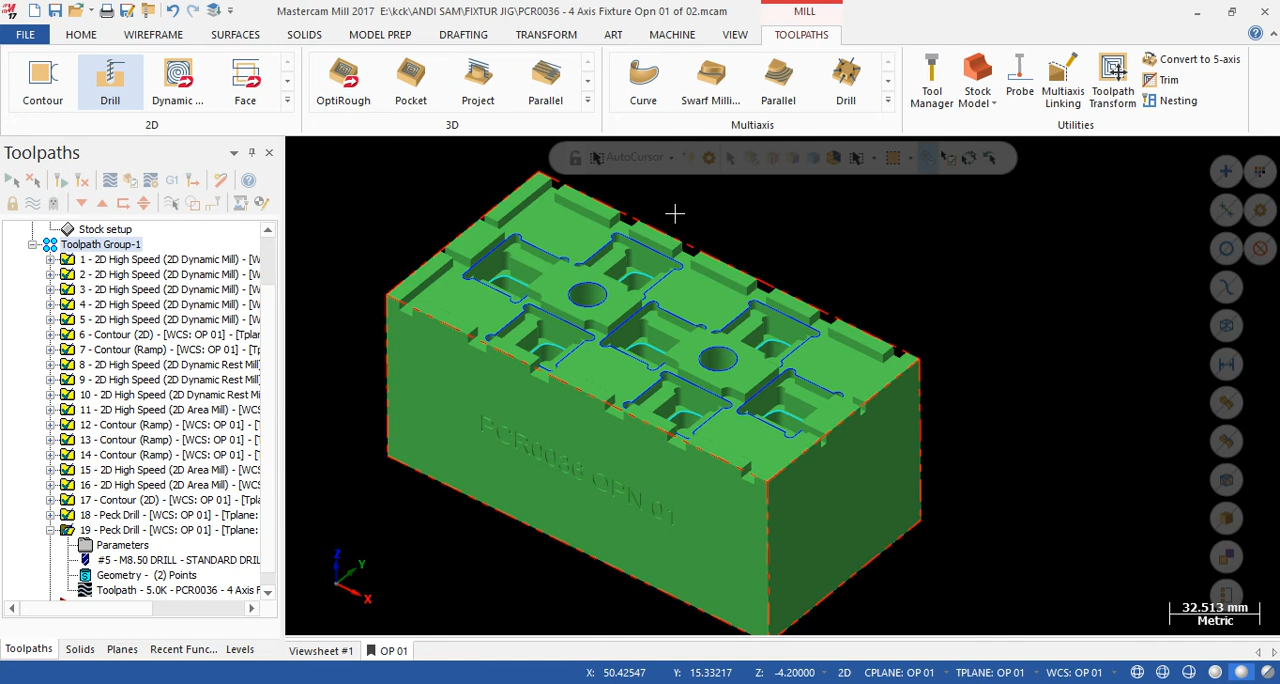 Mastercam Mill 2017 - E:\kck\ANDI SAM\FIXTUR JIG\PCR0036 - 4 Axis Fixture Opn 01 of 02.mcam
MILL
FILE HOME WIREFRAME SURFACES SOLIDS MODEL PREP DRAFTING TRANSFORM ART MACHINE VIEW TOOLPATHS
Contour Drill Dynamic ... Face OptiRough Pocket Project Parallel Curve Swarf Milli... Parallel Drill Tool Manager Stock Model Probe Multiaxis Linking Toolpath Transform
Convert to 5-axis
Trim
Nesting
2D 3D Multiaxis Utilities
Toolpaths
AutoCursor
G1
Stock setup
Toolpath Group-1
1 - 2D High Speed (2D Dynamic Mill) - [W
2 - 2D High Speed (2D Dynamic Mill) - [W
3 - 2D High Speed (2D Dynamic Mill) - [W
4 - 2D High Speed (2D Dynamic Mill) - [W
5 - 2D High Speed (2D Dynamic Mill) - [W
6 - Contour (2D) - [WCS: OP 01] - [Tplane
7 - Contour (Ramp) - [WCS: OP 01] - [Tpl
8 - 2D High Speed (2D Dynamic Rest Mill)
9 - 2D High Speed (2D Dynamic Rest Mill)
10 - 2D High Speed (2D Dynamic Rest Mill
11 - 2D High Speed (2D Area Mill) - [WCS
12 - Contour (Ramp) - [WCS: OP 01] - [Tp
13 - Contour (Ramp) - [WCS: OP 01] - [Tp
14 - Contour (Ramp) - [WCS: OP 01] - [Tp
15 - 2D High Speed (2D Area Mill) - [WCS
16 - 2D High Speed (2D Area Mill) - [WCS
17 - Contour (2D) - [WCS: OP 01] - [Tpla
18 - Peck Drill - [WCS: OP 01] - [Tplane:
19 - Peck Drill - [WCS: OP 01] - [Tplane:
Parameters
#5 - M8.50 DRILL - STANDARD DRIL
Geometry - (2) Points
Toolpath - 5.0K - PCR0036 - 4 Axis F
PCR0036 OPN 01
Z Y X
32.513 mm
Metric
Toolpaths Solids Planes Recent Func... Levels
Viewsheet #1 OP 01
X: 50.42547 Y: 15.33217 Z: -4.20000 2D CPLANE: OP 01 TPLANE: OP 01 WCS: OP 01